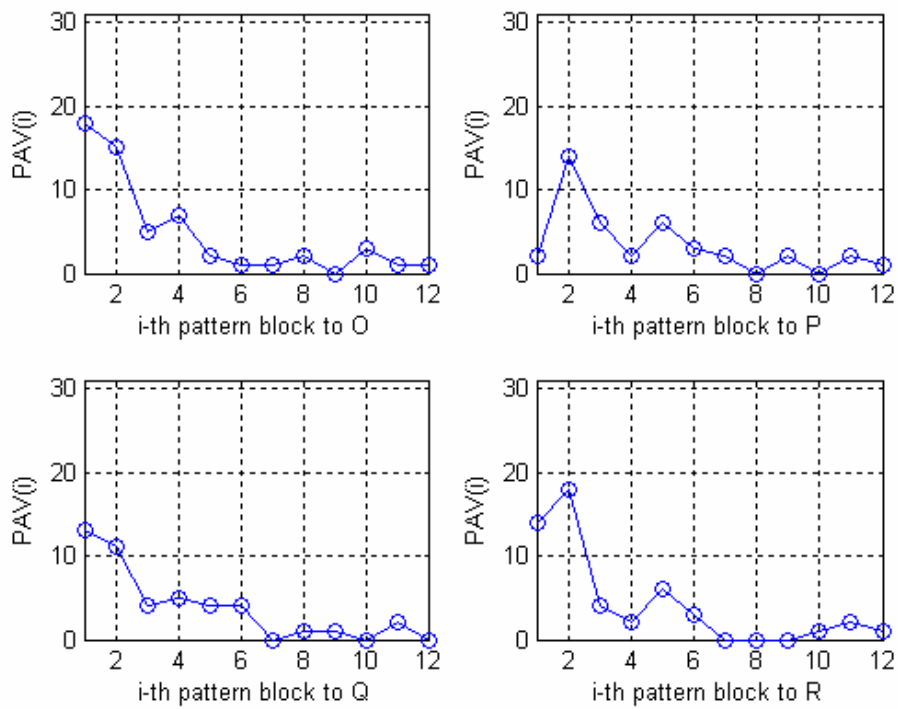 30
20
10
0
PAV(i)
2 4 6 8 10 12
i-th pattern block to O
30
20
10
0
PAV(i)
2 4 6 8 10 12
i-th pattern block to P
30
20
10
0
PAV(i)
2 4 6 8 10 12
i-th pattern block to Q
30
20
10
0
PAV(i)
2 4 6 8 10 12
i-th pattern block to R